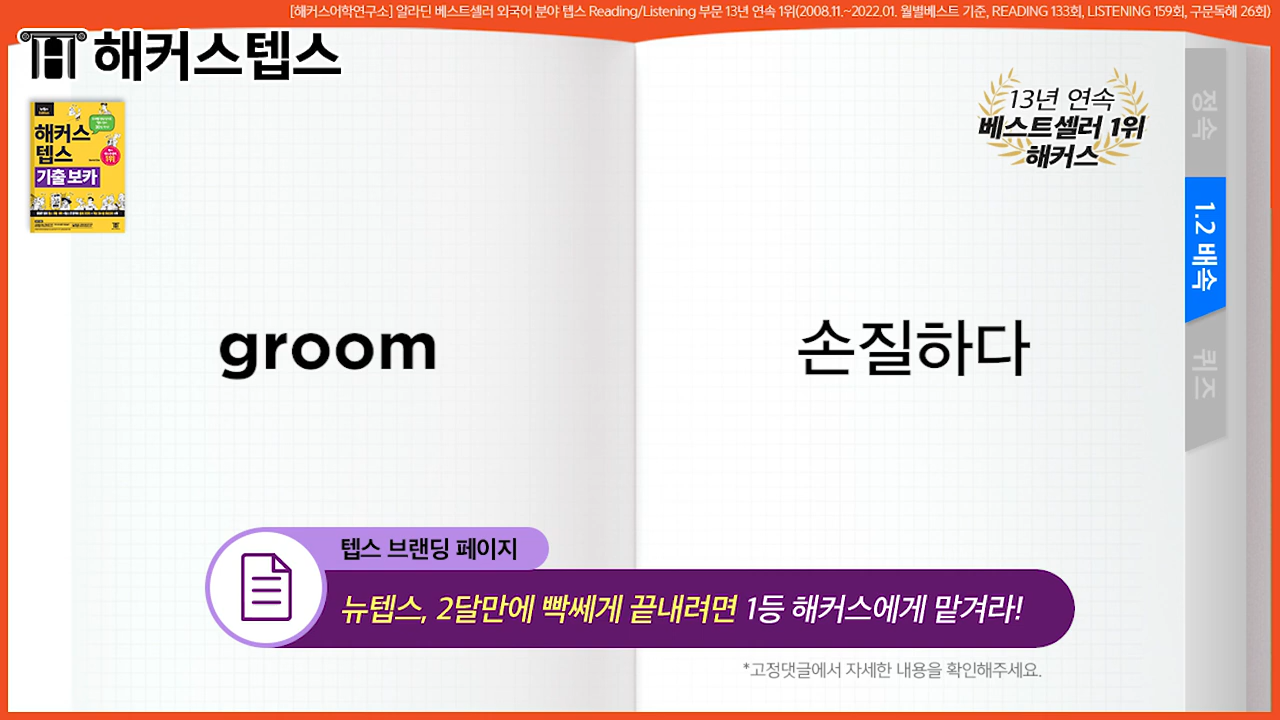 [해커스어학연구소] 알라딘 베스트셀러 외국어 분야 텝스 Reading/Listening 부문 13년 연속 1위(2008.11.~2022.01. 월별베스트 기준, READING 133회, LISTENING 159회, 구문독해 26회)
해커스텝스
해커스
텝스
기출 보카
13년 연속
베스트셀러 1위
해커스
정속
1.2 배속
퀴즈
groom
손질하다
텝스 브랜딩 페이지
뉴텝스, 2달만에 빡쎄게 끝내려면 1등 해커스에게 맡겨라!
*고정댓글에서 자세한 내용을 확인해주세요.